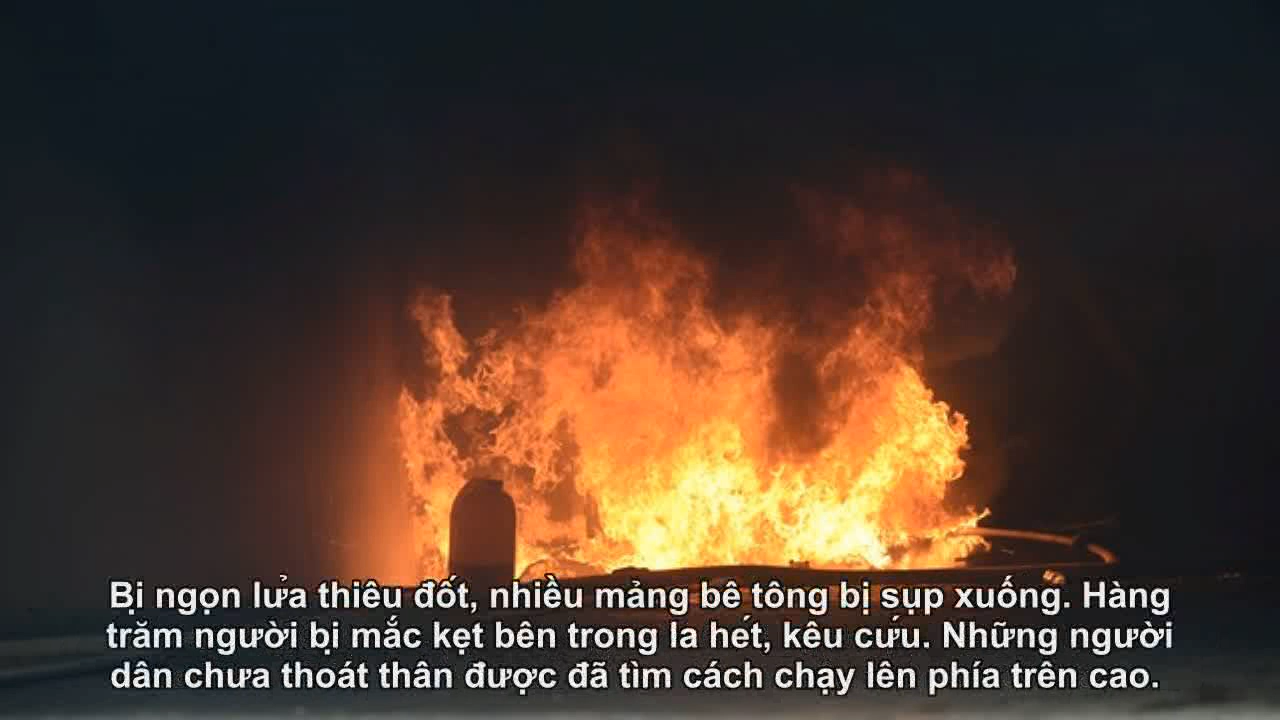 Bị ngọn lửa thiêu đốt, nhiều mảng bê tông bị sụp xuống. Hàng
trăm người bị mắc kẹt bên trong la hét, kêu cứu. Những người
dân chưa thoát thân được đã tìm cách chạy lên phía trên cao.